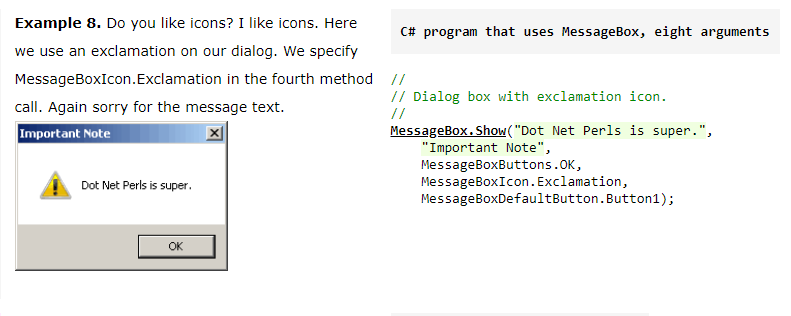 Example 8. Do you like icons? I like icons. Here
we use an exclamation on our dialog. We specify
MessageBoxIcon.Exclamation in the fourth method
call. Again sorry for the message text.
Important Note
Dot Net Perls is super.
OK
C# program that uses MessageBox, eight arguments
//
// Dialog box with exclamation icon.
//
MessageBox.Show("Dot Net Perls is super.",
"Important Note",
MessageBoxButtons.OK,
MessageBoxIcon.Exclamation,
MessageBoxDefaultButton.Button1);